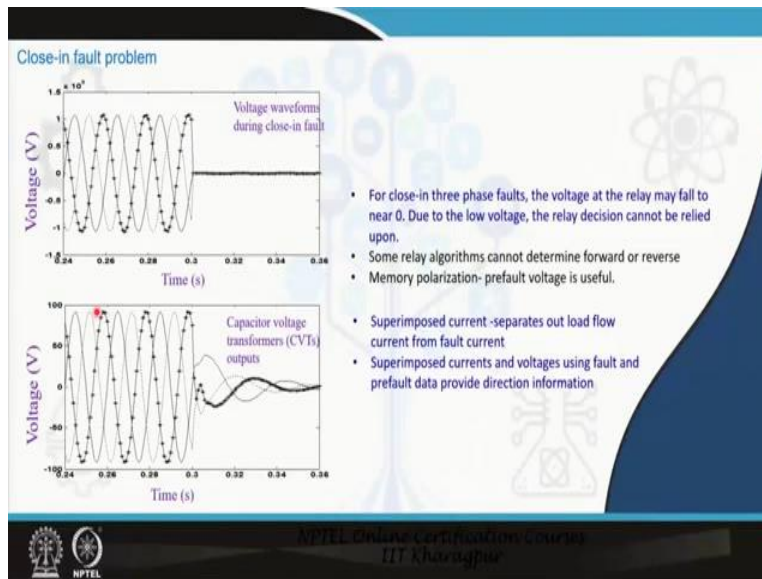 Close-in fault problem
× 10⁵
1.5
1
0.5
0
-0.5
-1
-1.5
Voltage (V)
Voltage waveforms
during close-in fault
0.24 0.26 0.28 0.3 0.32 0.34 0.36
Time (s)
100
50
0
-50
-100
Voltage (V)
Capacitor voltage
transformers (CVTs)
outputs
0.24 0.26 0.28 0.3 0.32 0.34 0.36
Time (s)
• For close-in three phase faults, the voltage at the relay may fall to
near 0. Due to the low voltage, the relay decision cannot be relied
upon.
• Some relay algorithms cannot determine forward or reverse
• Memory polarization- prefault voltage is useful.
• Superimposed current -separates out load flow
current from fault current
• Superimposed currents and voltages using fault and
prefault data provide direction information
NPTEL
NPTEL Online Certification Courses
IIT Kharagpur